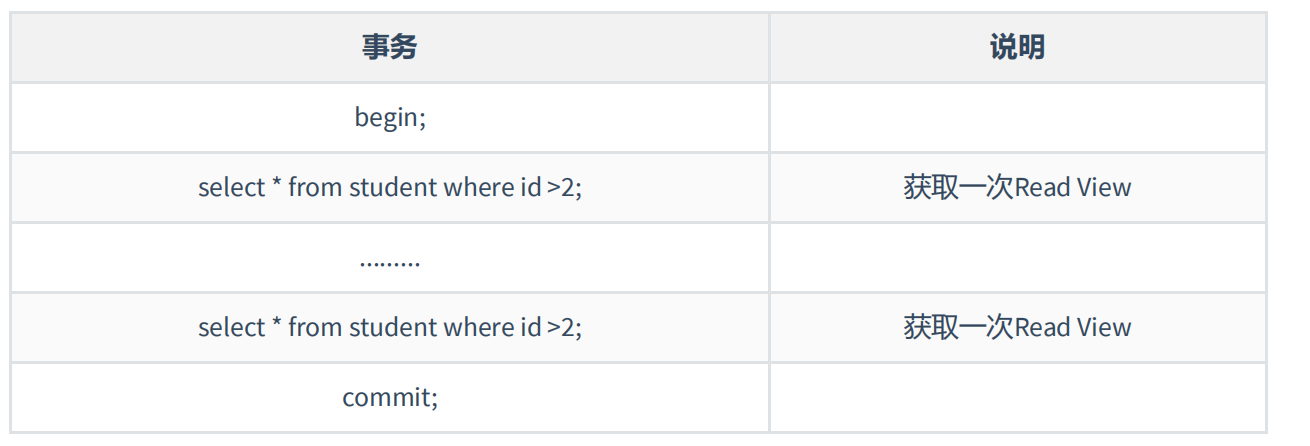 事务 说明
begin;
select * from student where id >2; 获取一次Read View
………
select * from student where id >2; 获取一次Read View
commit;